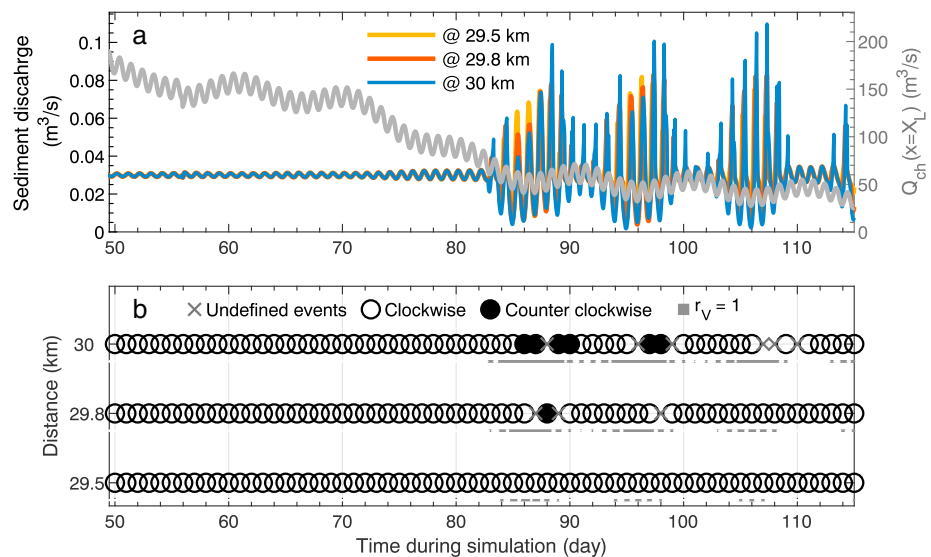 a
@ 29.5 km
@ 29.8 km
@ 30 km
Sediment discahrge
(m³/s)
0.1
0.08
0.06
0.04
0.02
0
200
150
100
50
0
Q_ch(x=X_L) (m³/s)
50 60 70 80 90 100 110
b
Undefined events Clockwise Counter clockwise r_V = 1
Distance (km)
30
29.8
29.5
50 60 70 80 90 100 110
Time during simulation (day)